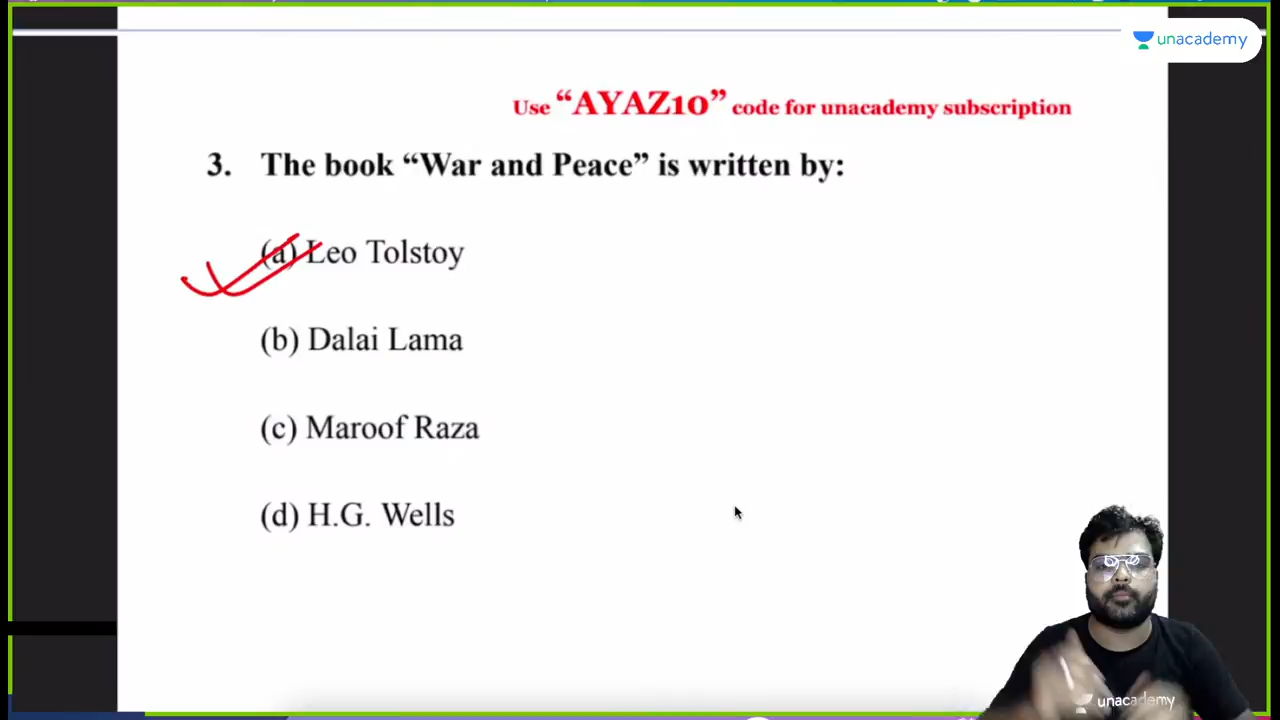 unacademy
Use “AYAZ10” code for unacademy subscription
3. The book “War and Peace” is written by:
(a) Leo Tolstoy
(b) Dalai Lama
(c) Maroof Raza
(d) H.G. Wells
unacademy